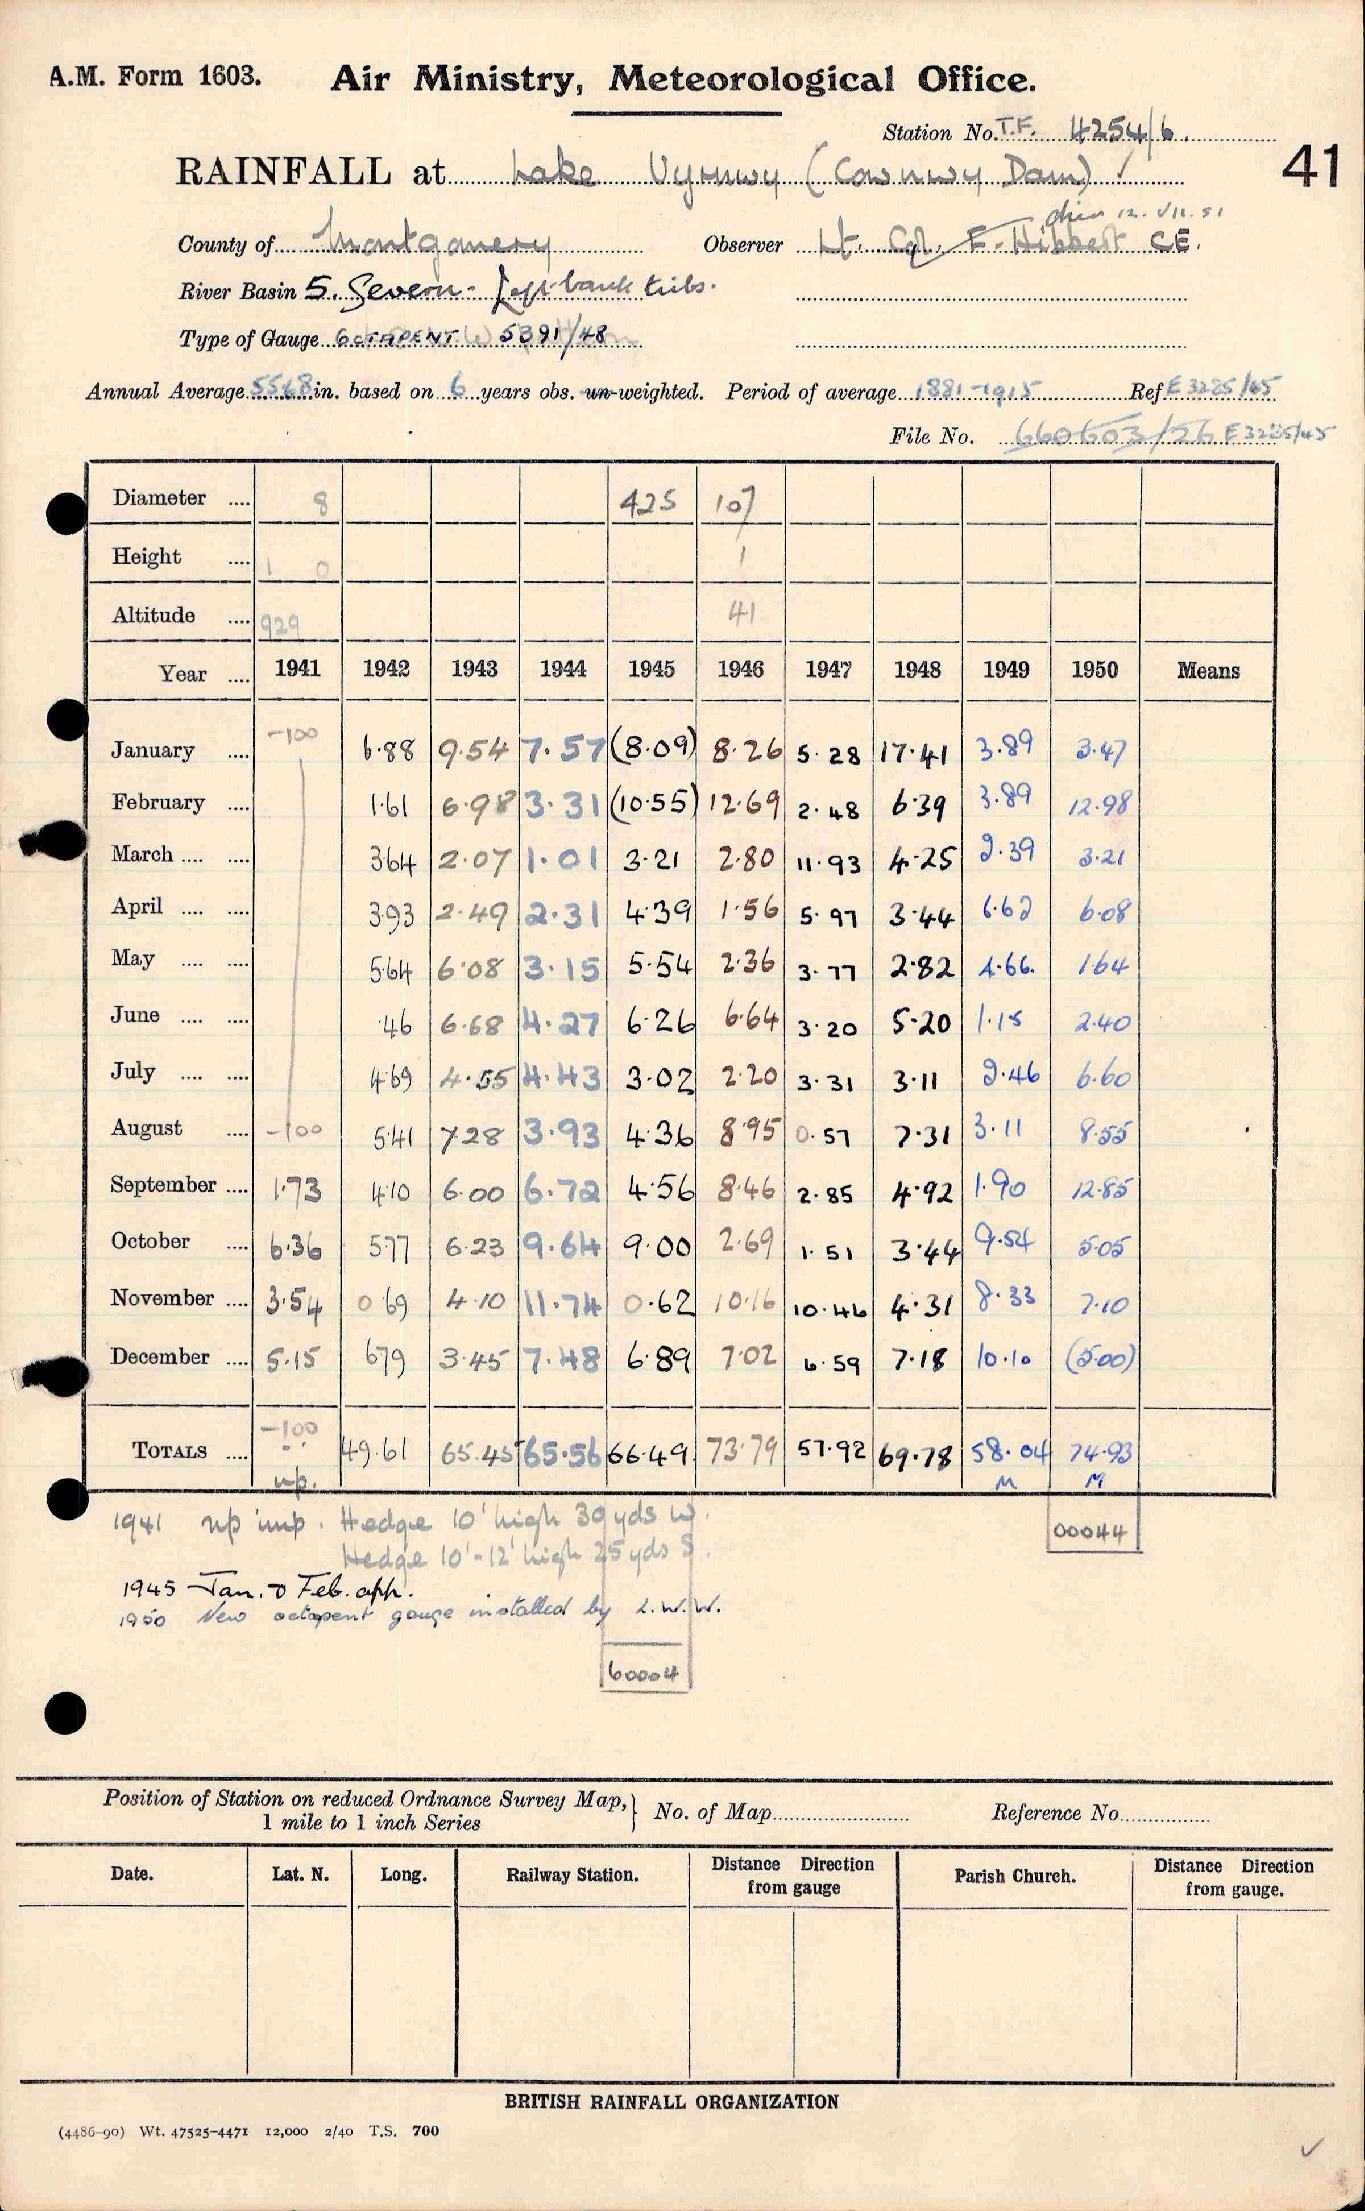 A.M. Form 1603. Air Ministry, Meteorological Office.
Station No. T.F. 4254/6.
41
RAINFALL at Lake Vyrnwy (Cownwy Dam) ✓
12.VII.51
County of Montgomery Observer Lt. Col. E. Hibbert C.E.
River Basin 5. Severn - Left bank tribs.
Type of Gauge OCTAPENT 5391/48
Annual Average 5568 in. based on 6 years obs. un-weighted. Period of average 1881-1915 Ref E 3225/45
File No. 660603/26 E 3225/45
Diameter .... 8 425 107
Height .... 1 0 1
Altitude .... 929 41
Year .... 1941 1942 1943 1944 1945 1946 1947 1948 1949 1950 Means
January .... -100 6.88 9.54 7.57 (8.09) 8.26 5.28 17.41 3.89 3.47
February .... 1.61 6.98 3.31 (10.55) 12.69 2.48 6.39 3.89 12.98
March .... .... 3.64 2.07 1.01 3.21 2.80 11.93 4.25 2.39 3.21
April .... .... 3.93 2.49 2.31 4.39 1.56 5.97 3.44 6.62 6.08
May .... .... 5.64 6.08 3.15 5.54 2.36 3.77 2.82 4.66. 1.64
June .... .... .46 6.68 4.27 6.26 6.64 3.20 5.20 1.15 2.40
July .... .... 4.69 4.55 4.43 3.02 2.20 3.31 3.11 2.46 6.60
August .... -100 5.41 7.28 3.93 4.36 8.95 0.57 7.31 3.11 8.55
September .... 1.73 4.10 6.00 6.72 4.56 8.46 2.85 4.92 1.90 12.85
October .... 6.36 5.77 6.23 9.64 9.00 2.69 1.51 3.44 9.54 5.05
November .... 3.54 0.69 4.10 11.74 0.62 10.16 10.46 4.31 8.33 7.10
December .... 5.15 6.79 3.45 7.48 6.89 7.02 6.59 7.18 10.10 (5.00)
TOTALS .... -100 49.61 65.45 65.56 66.49 73.79 57.92 69.78 58.04 74.93
np. M M
1941 np imp. Hedge 10' high 30 yds W.
00044
Hedge 10'-12' high 25 yds S.
1945 Jan. & Feb. aph.
1950 New octapent gauge installed by L.W.W.
60004
Position of Station on reduced Ordnance Survey Map, } No. of Map Reference No.
1 mile to 1 inch Series
Date. Lat. N. Long. Railway Station. Distance Direction from gauge Parish Church. Distance Direction from gauge.
BRITISH RAINFALL ORGANIZATION
(4486-90) Wt. 47525-4471 12,000 2/40 T.S. 700
✓